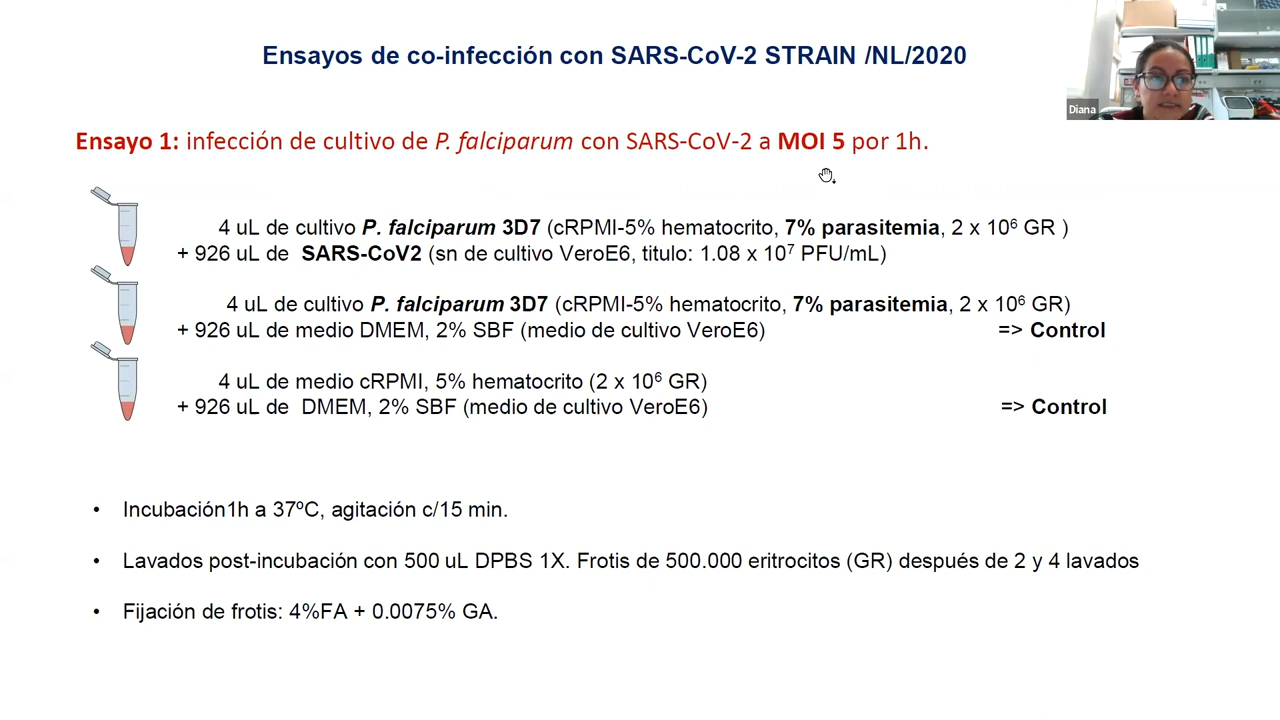 Ensayos de co-infección con SARS-CoV-2 STRAIN /NL/2020
Diana
Ensayo 1: infección de cultivo de P. falciparum con SARS-CoV-2 a MOI 5 por 1h.
4 uL de cultivo P. falciparum 3D7 (cRPMI-5% hematocrito, 7% parasitemia, 2 x 10⁶ GR )
+ 926 uL de SARS-CoV2 (sn de cultivo VeroE6, titulo: 1.08 x 10⁷ PFU/mL)
4 uL de cultivo P. falciparum 3D7 (cRPMI-5% hematocrito, 7% parasitemia, 2 x 10⁶ GR)
+ 926 uL de medio DMEM, 2% SBF (medio de cultivo VeroE6) => Control
4 uL de medio cRPMI, 5% hematocrito (2 x 10⁶ GR)
+ 926 uL de DMEM, 2% SBF (medio de cultivo VeroE6) => Control
• Incubación1h a 37ºC, agitación c/15 min.
• Lavados post-incubación con 500 uL DPBS 1X. Frotis de 500.000 eritrocitos (GR) después de 2 y 4 lavados
• Fijación de frotis: 4%FA + 0.0075% GA.